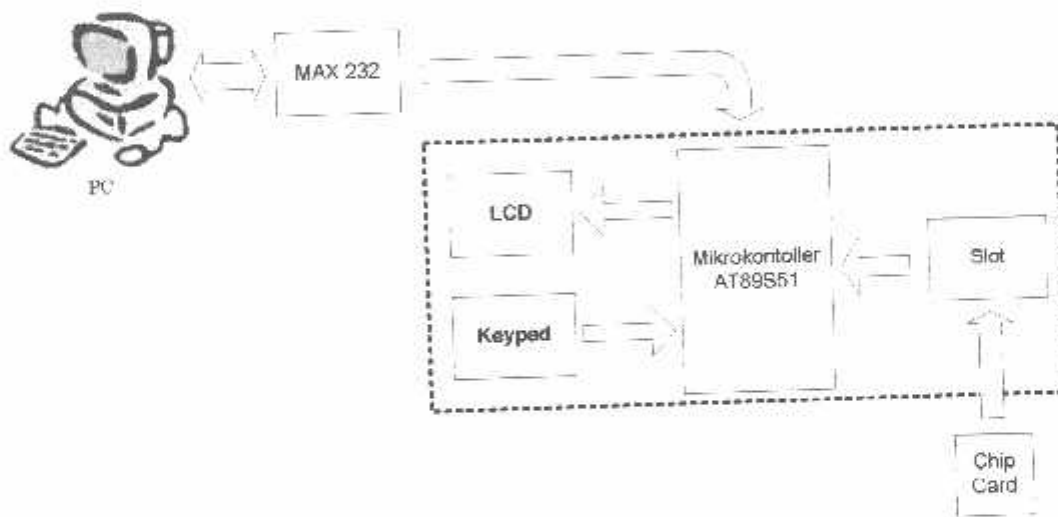 MAX 232
PC
LCD
Mikrokontoller
AT89S51
Slot
Keyped
Chip
Card